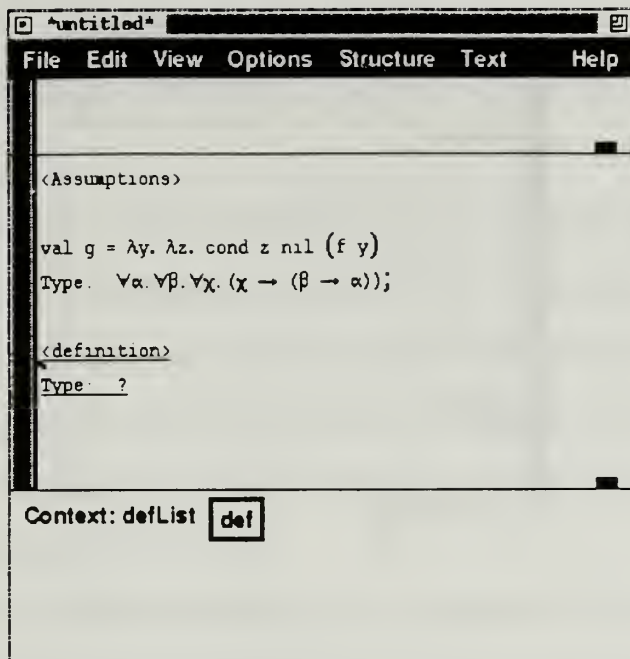 *untitled*
File Edit View Options Structure Text Help
<Assumptions>
val g = λy. λz. cond z nil (f y)
Type: ∀α.∀β.∀χ.(χ → (β → α));
<definition>
Type: ?
Context: defList def